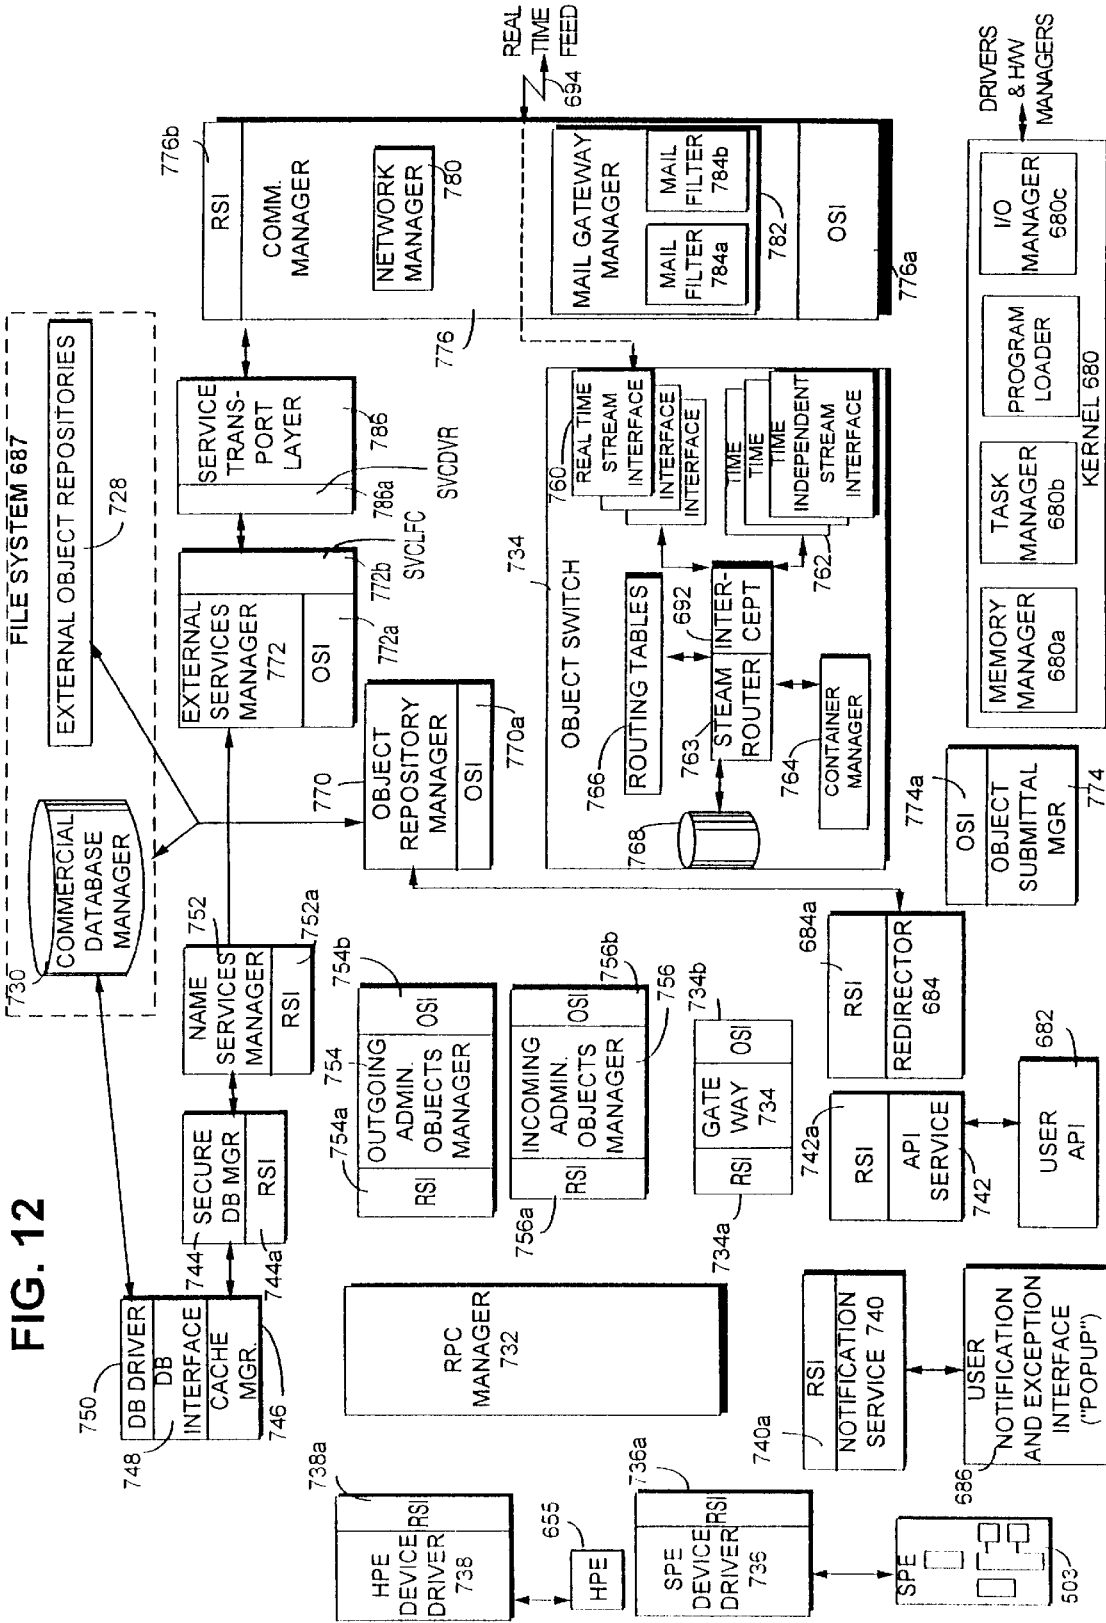 FIG. 12
FILE SYSTEM 687
EXTERNAL OBJECT REPOSITORIES
728
730
COMMERCIAL
DATABASE
MANAGER
750
DB DRIVER
DB
INTERFACE
CACHE
MGR.
748
746
744
SECURE
DB MGR
RSI
744a
NAME
SERVICES
MANAGER
RSI
752
752a
EXTERNAL
SERVICES
MANAGER
772
OSI
772a
772b
SVCLFC
SERVICE
TRANS-
PORT
LAYER
786
786a
SVCDVR
776b
RSI
COMM.
MANAGER
NETWORK
MANAGER
780
776
MAIL GATEWAY
MANAGER
MAIL
FILTER
784a
MAIL
FILTER
784b
782
OSI
776a
REAL
TIME
FEED
694
738a
HPE
DEVICE
DRIVER
738
RSI
655
HPE
736a
SPE
DEVICE
DRIVER
736
RSI
SPE
503
RPC
MANAGER
732
754a
754
754b
RSI
OUTGOING
ADMIN.
OBJECTS
MANAGER
OSI
756a
RSI
INCOMING
ADMIN.
OBJECTS
MANAGER
OSI
756b
756
734a
RSI
GATE
WAY
734
OSI
734b
770
OBJECT
REPOSITORY
MANAGER
OSI
770a
734
OBJECT SWITCH
760
REAL TIME
STREAM
INTERFACE
INTERFACE
INTERFACE
766
ROUTING TABLES
692
763
STEAM
ROUTER
INTER-
CEPT
768
764
CONTAINER
MANAGER
762
TIME
TIME
TIME
INDEPENDENT
STREAM
INTERFACE
740a
RSI
NOTIFICATION
SERVICE 740
686
USER
NOTIFICATION
AND EXCEPTION
INTERFACE
("POPUP")
742a
RSI
API
SERVICE
742
682
USER
API
684a
RSI
REDIRECTOR
684
774a
OSI
OBJECT
SUBMITTAL
MGR
774
MEMORY
MANAGER
680a
TASK
MANAGER
680b
PROGRAM
LOADER
I/O
MANAGER
680c
KERNEL 680
DRIVERS
& H/W
MANAGERS